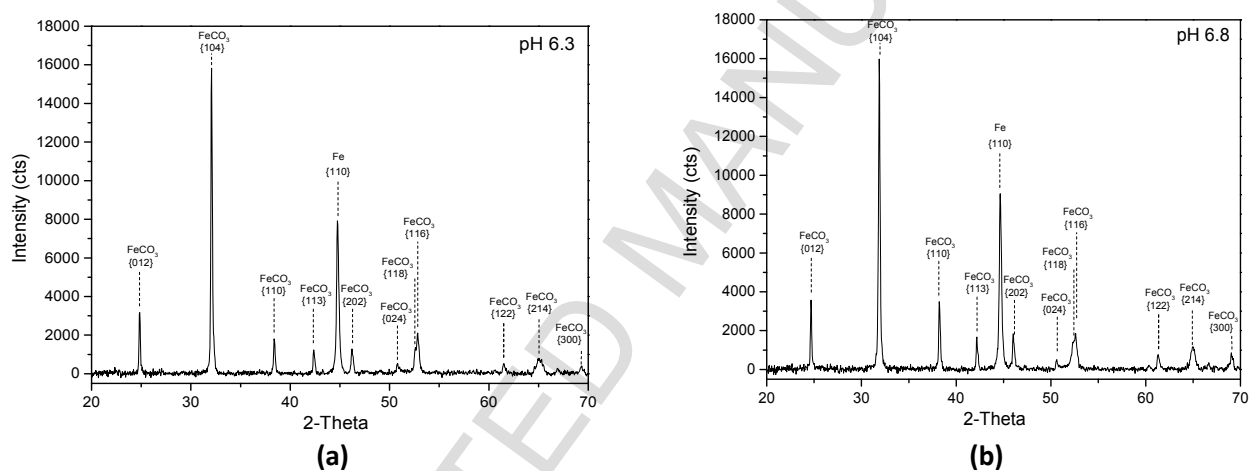 18000
16000
14000
12000
10000
8000
6000
4000
2000
0
Intensity (cts)
20 30 40 50 60 70
2-Theta
pH 6.3
FeCO₃
{012}
FeCO₃
{104}
FeCO₃
{110}
FeCO₃
{113}
Fe
{110}
FeCO₃
{202}
FeCO₃
{024}
FeCO₃
{118}
FeCO₃
{116}
FeCO₃
{122}
FeCO₃
{214}
FeCO₃
{300}
(a)
18000
16000
14000
12000
10000
8000
6000
4000
2000
0
Intensity (cts)
20 30 40 50 60 70
2-Theta
pH 6.8
FeCO₃
{012}
FeCO₃
{104}
FeCO₃
{110}
FeCO₃
{113}
Fe
{110}
FeCO₃
{202}
FeCO₃
{024}
FeCO₃
{118}
FeCO₃
{116}
FeCO₃
{122}
FeCO₃
{214}
FeCO₃
{300}
(b)
TED MANU